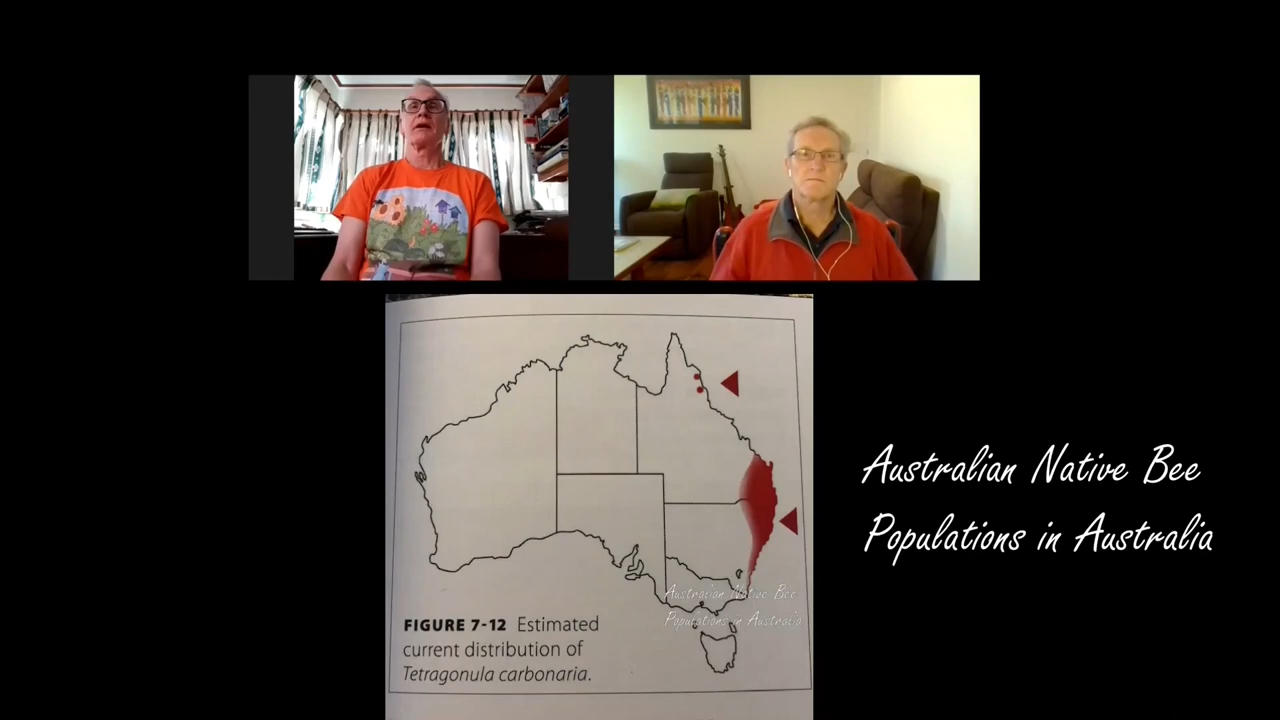 Australian Native Bee
Populations in Australia
FIGURE 7-12 Estimated
current distribution of
Tetragonula carbonaria.
Australian Native Bee
Populations in Australia